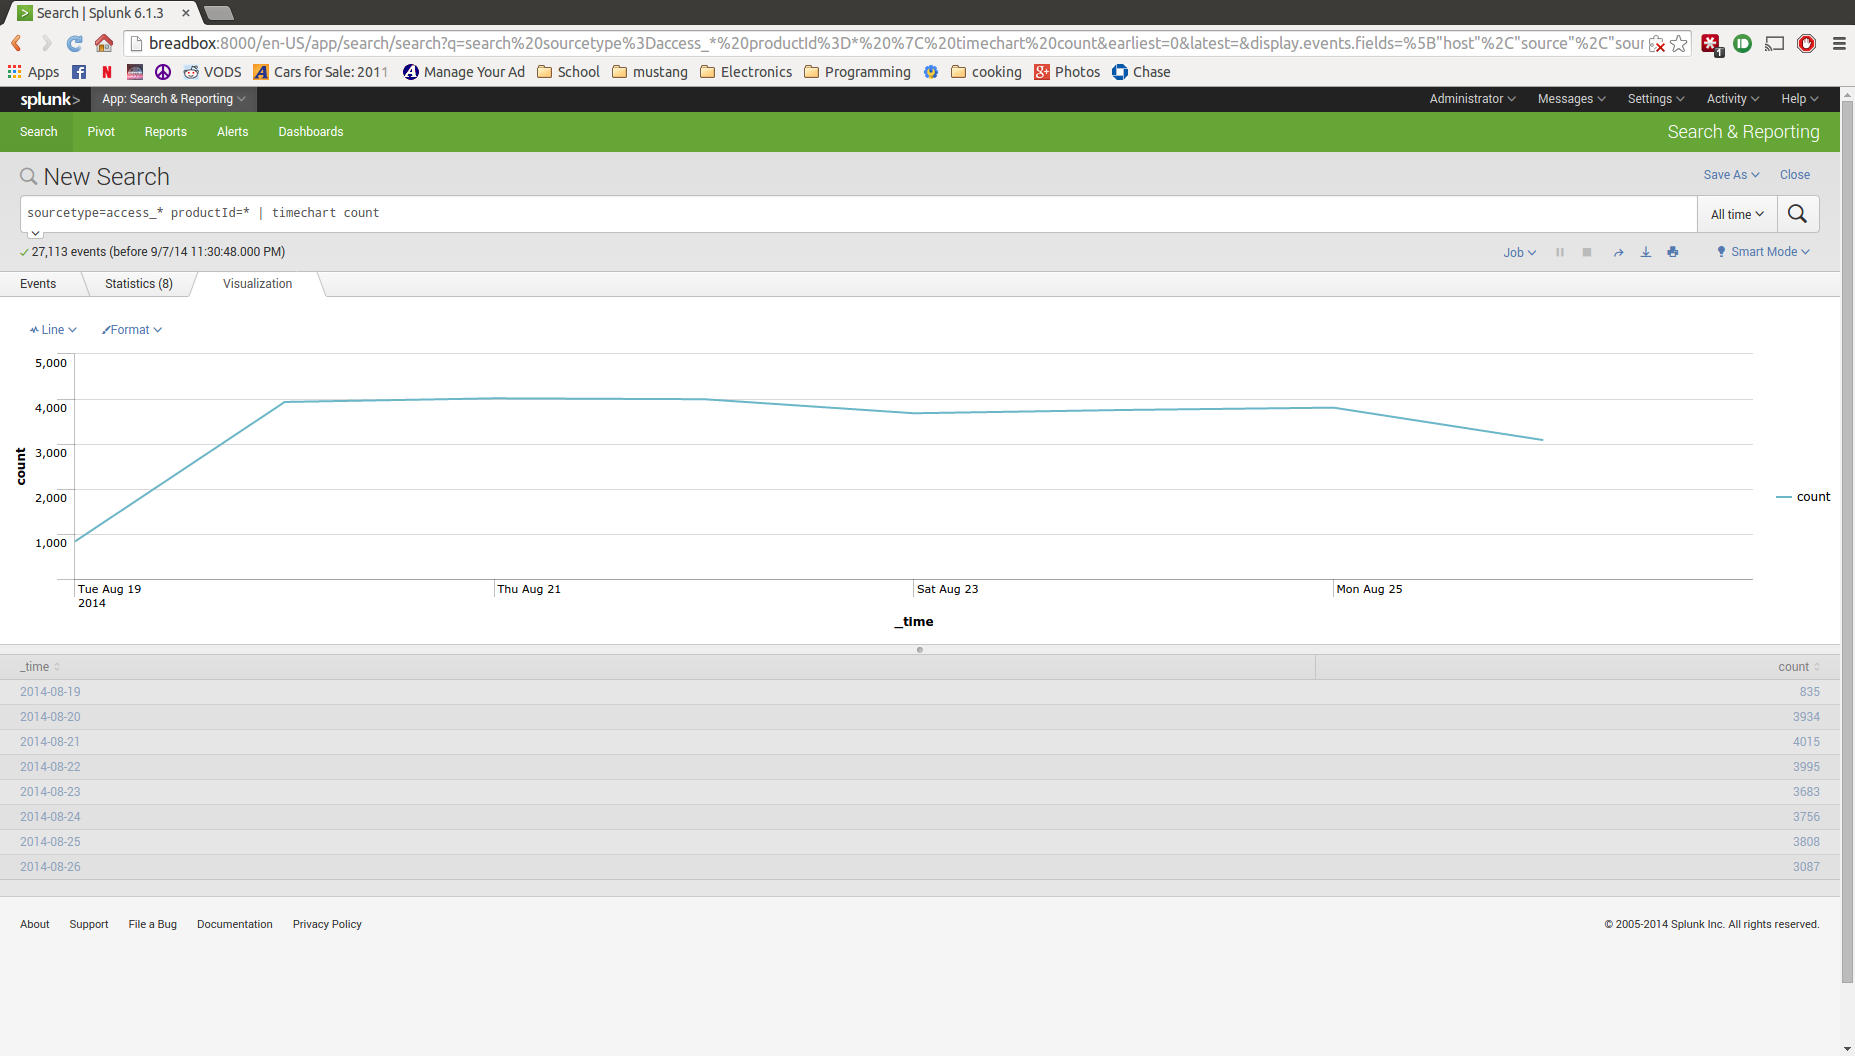 Search | Splunk 6.1.3
breadbox:8000/en-US/app/search/search?q=search%20sourcetype%3Daccess_*%20productId%3D*%20%7C%20timechart%20count&earliest=0&latest=&display.events.fields=%5B"host"%2C"source"%2C"sour
Apps VODS Cars for Sale: 2011 Manage Your Ad School mustang Electronics Programming cooking Photos Chase
splunk> App: Search & Reporting Administrator Messages Settings Activity Help
Search Pivot Reports Alerts Dashboards Search & Reporting
New Search Save As Close
sourcetype=access_* productId=* | timechart count All time
27,113 events (before 9/7/14 11:30:48.000 PM) Job Smart Mode
Events Statistics (8) Visualization
Line Format
5,000
4,000
3,000
2,000
1,000
count
count
Tue Aug 19 Thu Aug 21 Sat Aug 23 Mon Aug 25
2014
_time
_time count
2014-08-19 835
2014-08-20 3934
2014-08-21 4015
2014-08-22 3995
2014-08-23 3683
2014-08-24 3756
2014-08-25 3808
2014-08-26 3087
About Support File a Bug Documentation Privacy Policy © 2005-2014 Splunk Inc. All rights reserved.